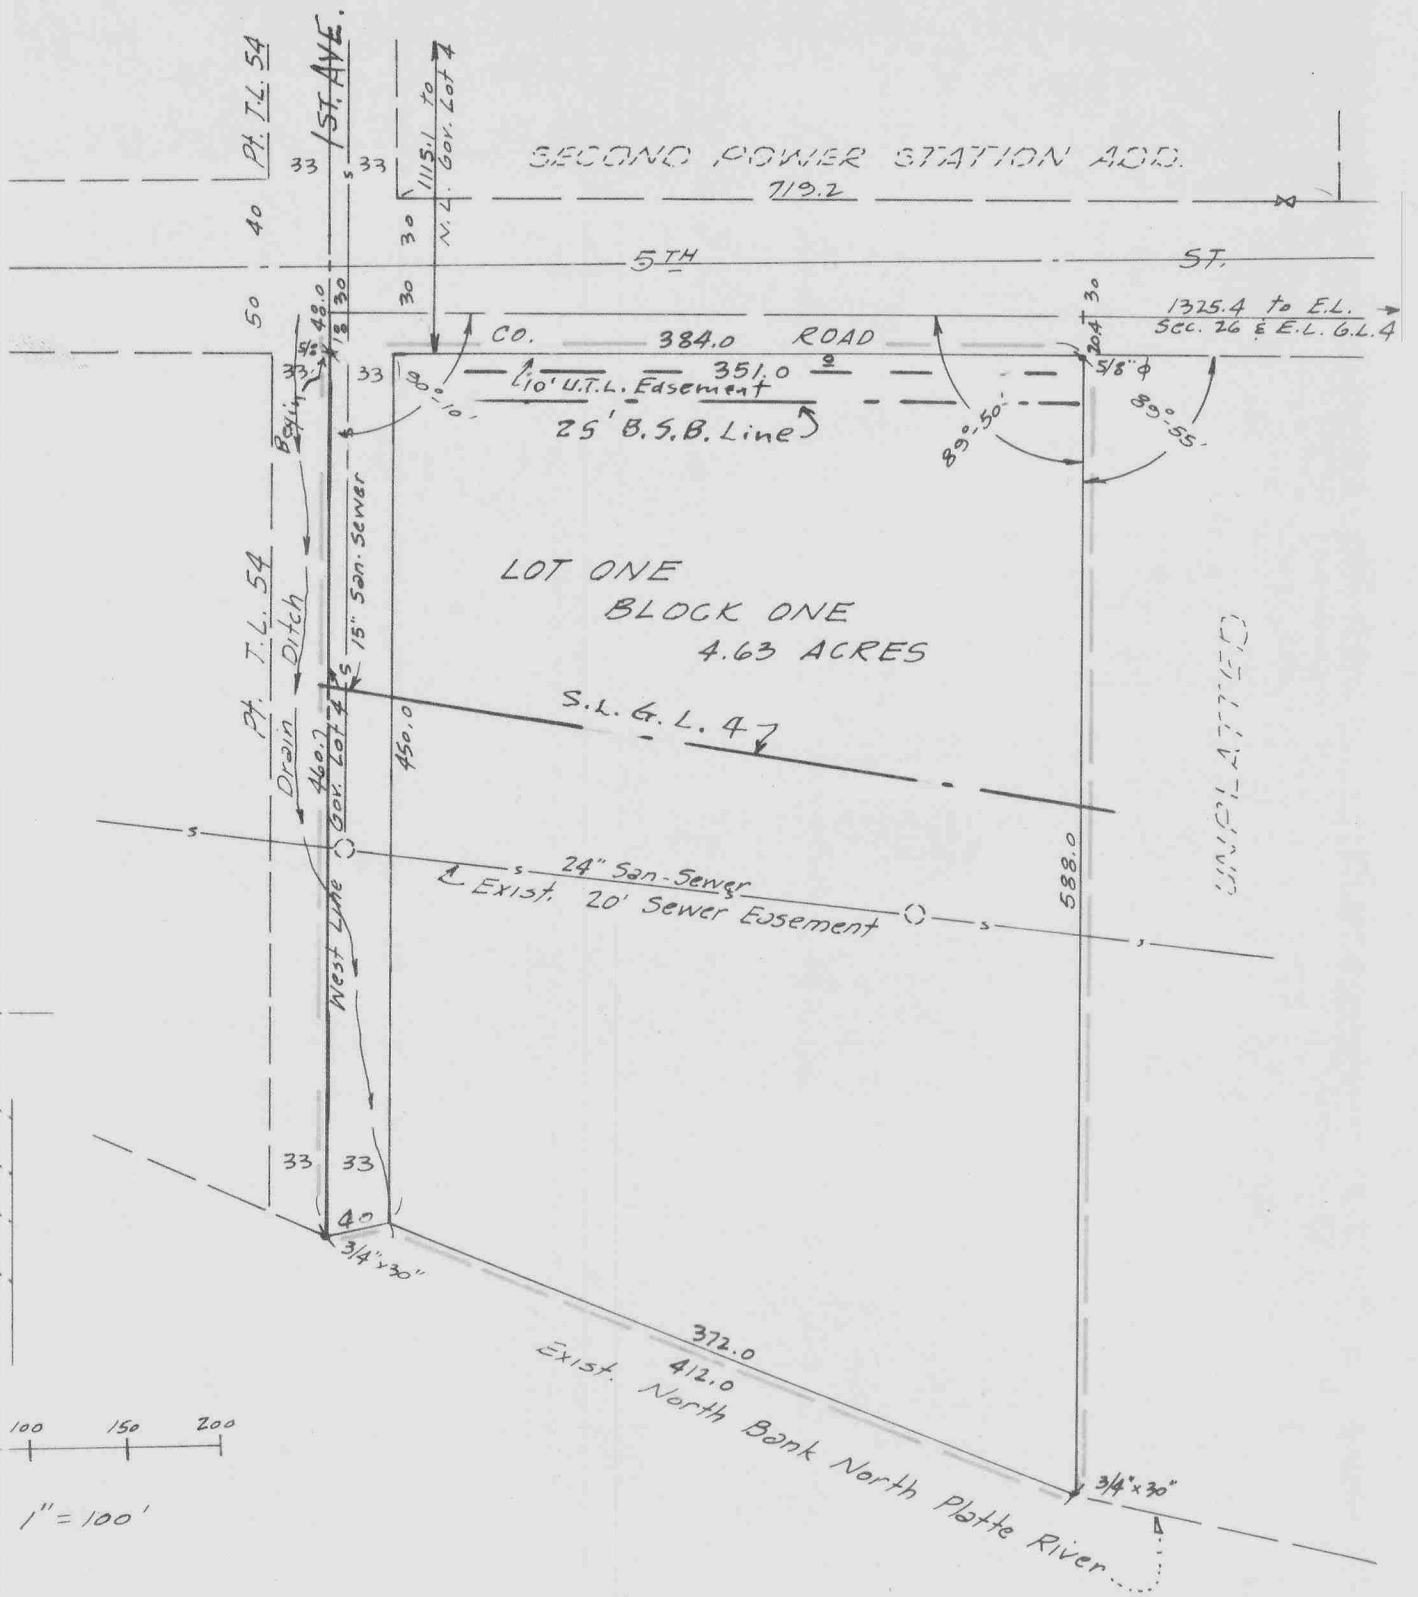 Pt. T.L. 54
1ST. AVE.
33
33
S
1115.1 to
N.L. Gov. Lot 4
SECOND POWER STATION ADD.
719.2
40
30
5TH
ST.
50
48.0
18
30
30
30
20.4
1325.4 to E.L.
Sec. 26 & E.L. G.L. 4
CO. 384.0 ROAD
5/8"
33
33
90°-10'
351.0
10' U.T.L. Easement
25' B.S.B. Line
5/8" ϕ
89°-50'
89°-55'
Begin
S
15" San. Sewer
Pt. T.L. 54
Drain Ditch
LOT ONE
BLOCK ONE
4.63 ACRES
UNPLATTED
S
S.L. G.L. 4
460.7
West Line Gov. Lot 4
450.0
588.0
S
S
24" San-Sewer
S
Exist. 20' Sewer Easement
S
S
33
33
40
3/4"x30"
372.0
412.0
Exist. North Bank North Platte River
3/4"x30"
100 150 200
1" = 100'